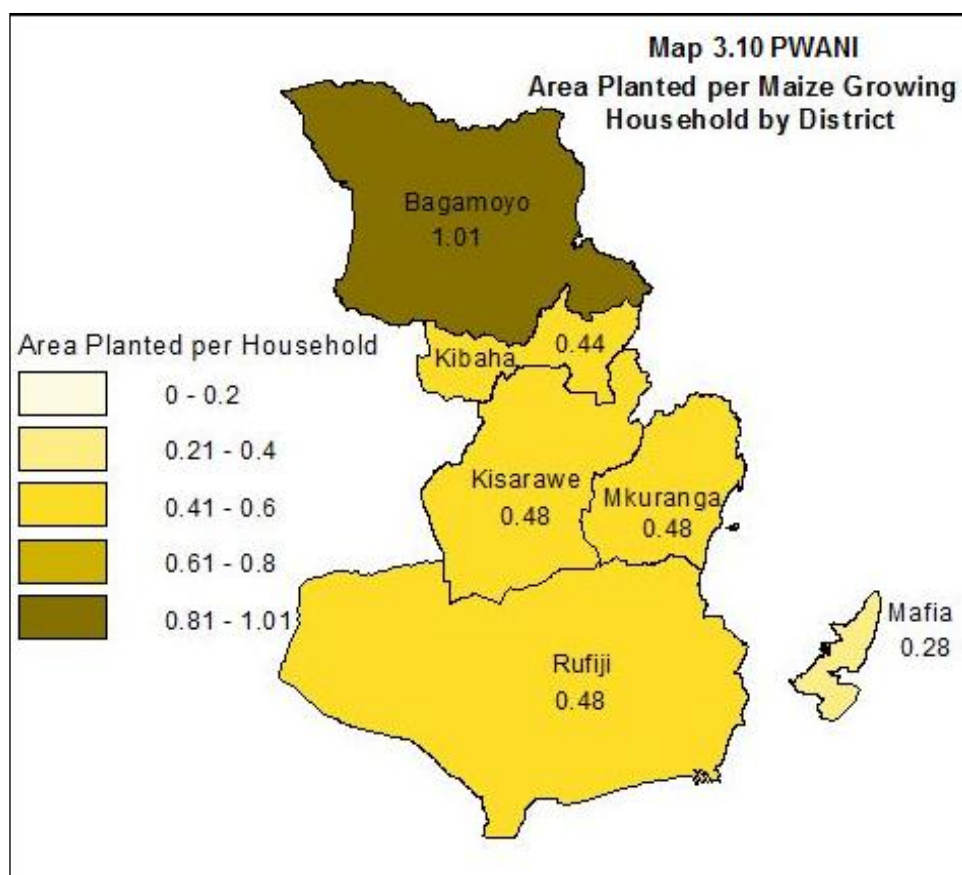 Map 3.10 PWANI
Area Planted per Maize Growing
Household by District
Bagamoyo
1.01
Area Planted per Household
0 - 0.2
0.21 - 0.4
0.41 - 0.6
0.61 - 0.8
0.81 - 1.01
Kibaha
0.44
Kisarawe
0.48
Mkuranga
0.48
Mafia
0.28
Rufiji
0.48